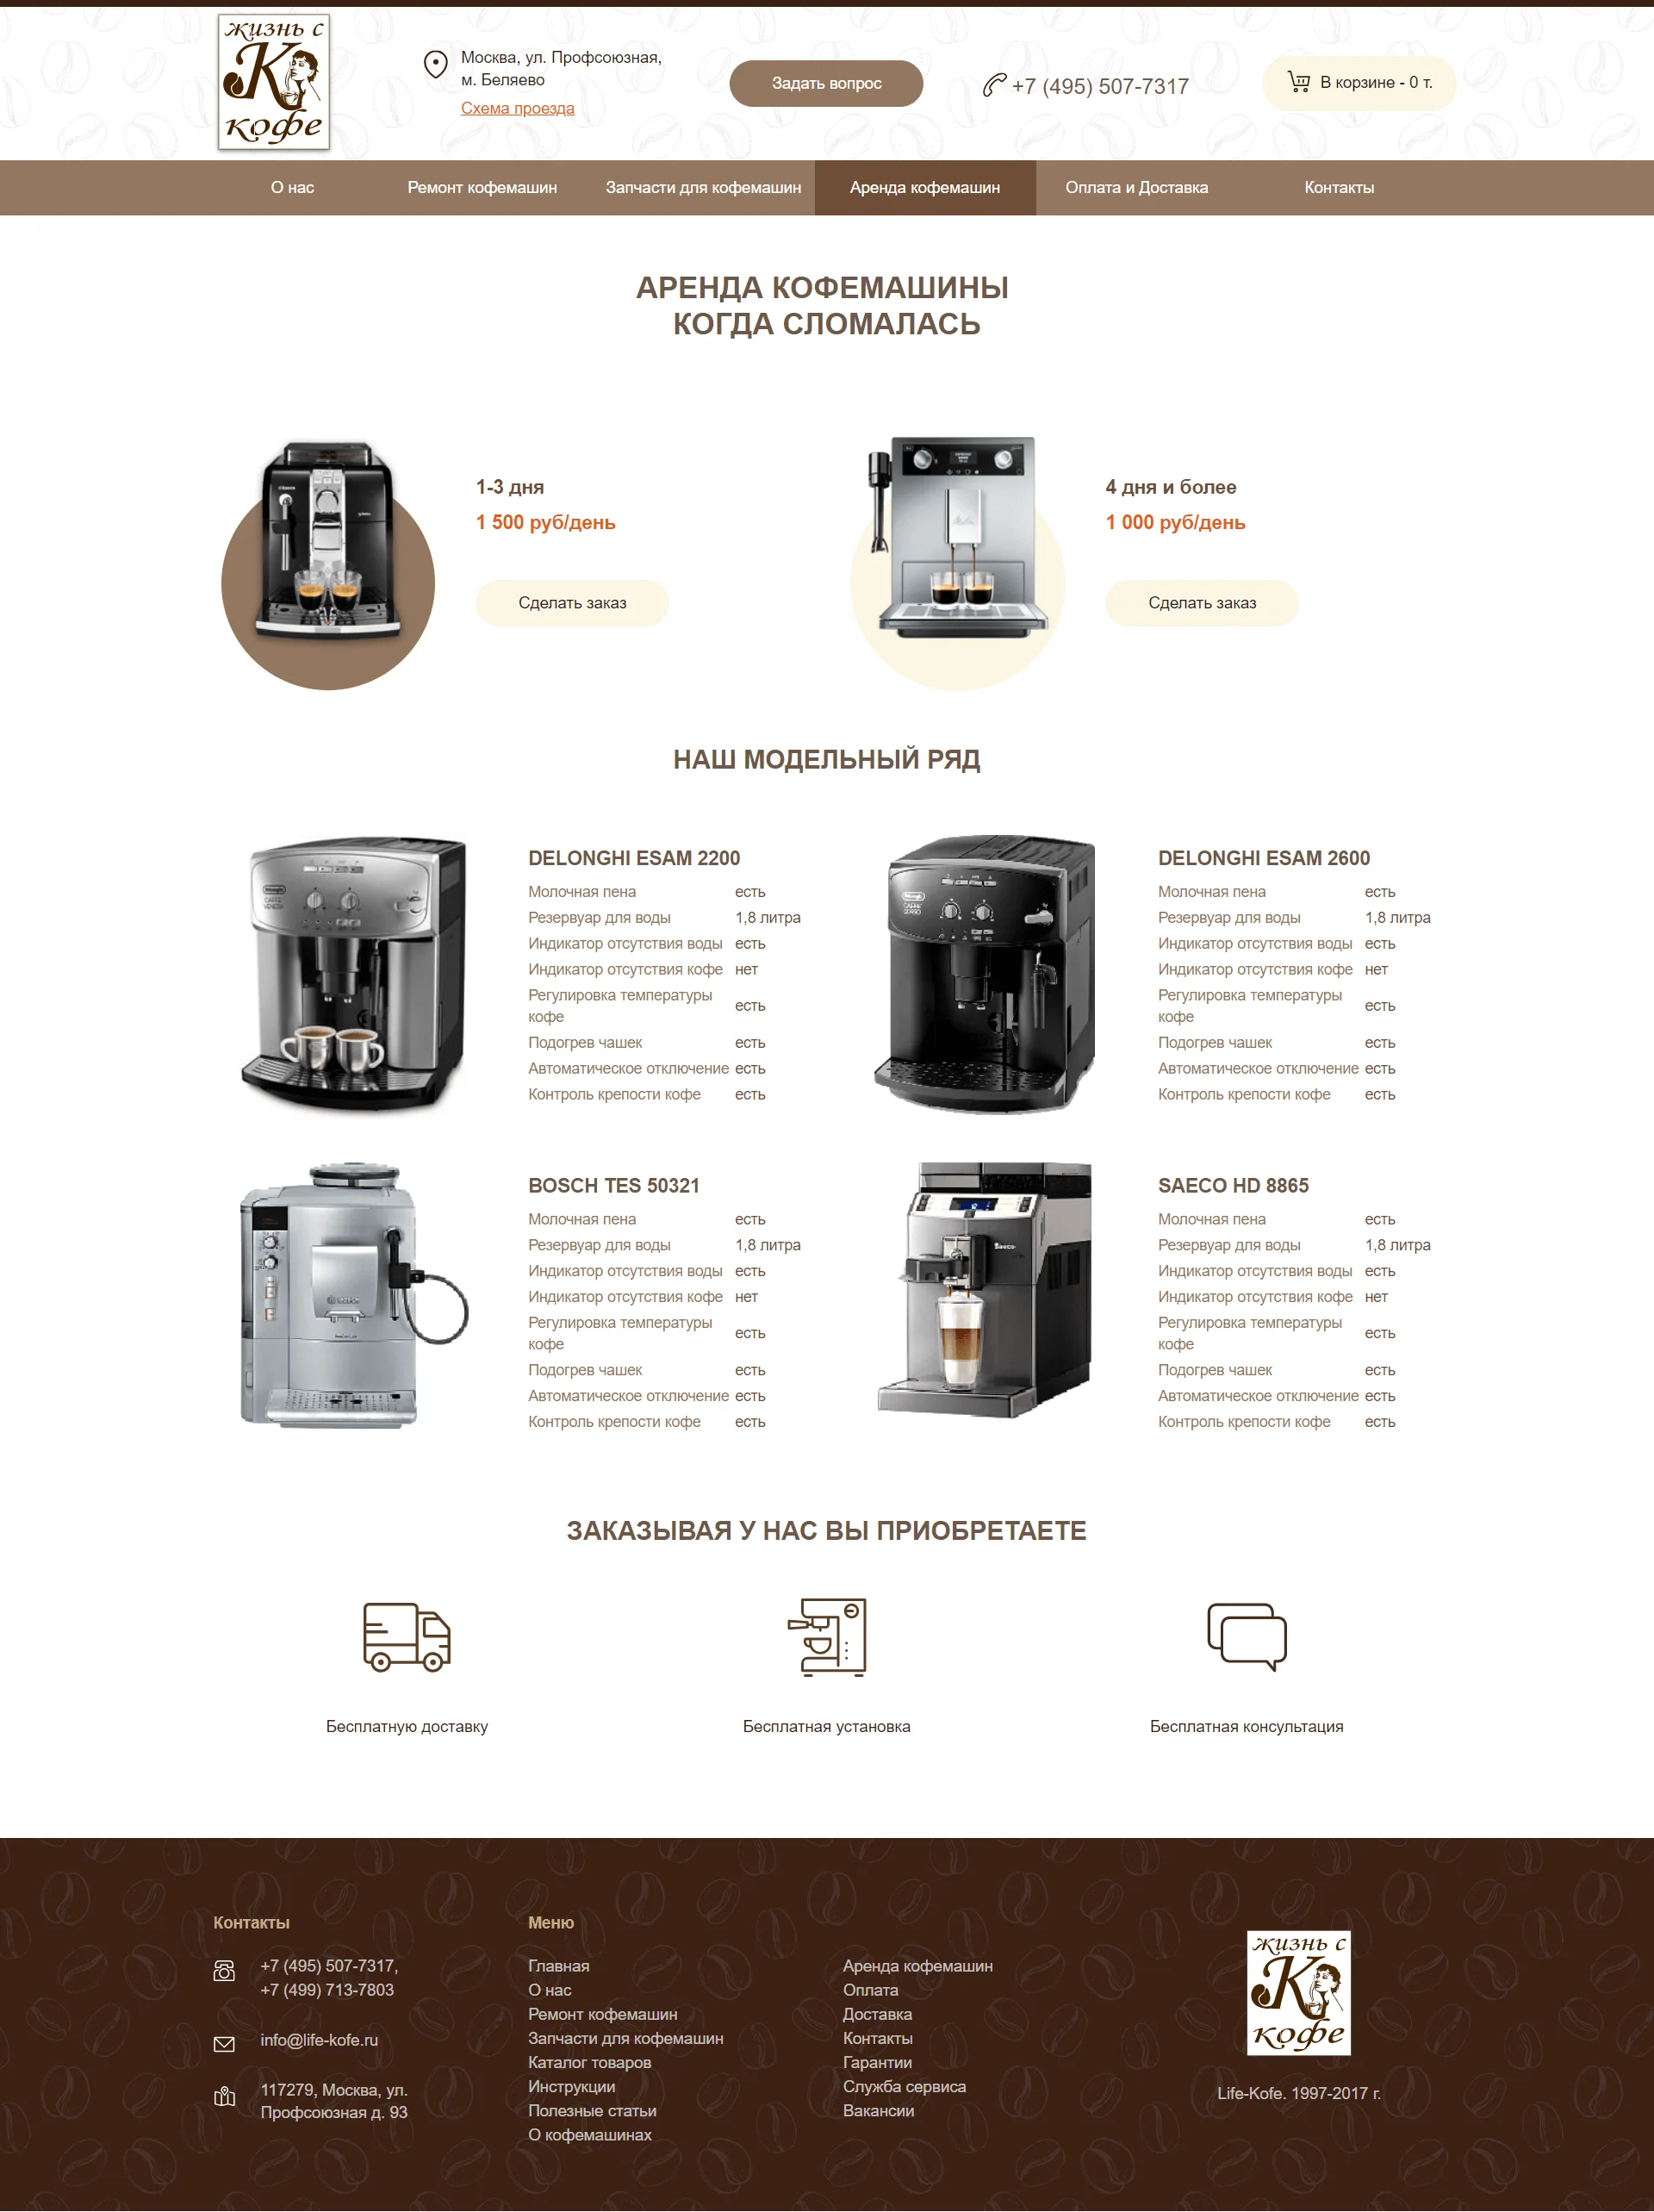 жизнь с
К
кофе
Москва, ул. Профсоюзная,
м. Беляево
Схема проезда
Задать вопрос
+7 (495) 507-7317
В корзине - 0 т.
О нас
Ремонт кофемашин
Запчасти для кофемашин
Аренда кофемашин
Оплата и Доставка
Контакты
АРЕНДА КОФЕМАШИНЫ
КОГДА СЛОМАЛАСЬ
1-3 дня
1 500 руб/день
Сделать заказ
4 дня и более
1 000 руб/день
Сделать заказ
НАШ МОДЕЛЬНЫЙ РЯД
DELONGHI ESAM 2200
Молочная пена есть
Резервуар для воды 1,8 литра
Индикатор отсутствия воды есть
Индикатор отсутствия кофе нет
Регулировка температуры
кофе есть
Подогрев чашек есть
Автоматическое отключение есть
Контроль крепости кофе есть
DELONGHI ESAM 2600
Молочная пена есть
Резервуар для воды 1,8 литра
Индикатор отсутствия воды есть
Индикатор отсутствия кофе нет
Регулировка температуры
кофе есть
Подогрев чашек есть
Автоматическое отключение есть
Контроль крепости кофе есть
BOSCH TES 50321
Молочная пена есть
Резервуар для воды 1,8 литра
Индикатор отсутствия воды есть
Индикатор отсутствия кофе нет
Регулировка температуры
кофе есть
Подогрев чашек есть
Автоматическое отключение есть
Контроль крепости кофе есть
Saeco
SAECO HD 8865
Молочная пена есть
Резервуар для воды 1,8 литра
Индикатор отсутствия воды есть
Индикатор отсутствия кофе нет
Регулировка температуры
кофе есть
Подогрев чашек есть
Автоматическое отключение есть
Контроль крепости кофе есть
ЗАКАЗЫВАЯ У НАС ВЫ ПРИОБРЕТАЕТЕ
Бесплатную доставку
Бесплатная установка
Бесплатная консультация
Контакты
+7 (495) 507-7317,
+7 (499) 713-7803
info@life-kofe.ru
117279, Москва, ул.
Профсоюзная д. 93
Меню
Главная
О нас
Ремонт кофемашин
Запчасти для кофемашин
Каталог товаров
Инструкции
Полезные статьи
О кофемашинах
Аренда кофемашин
Оплата
Доставка
Контакты
Гарантии
Служба сервиса
Вакансии
жизнь с
К
кофе
Life-Kofe. 1997-2017 г.